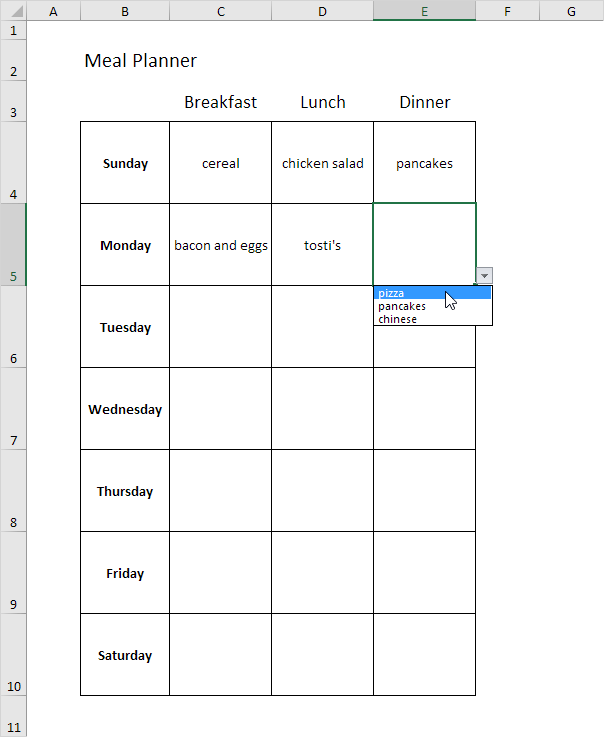 A B C D E F G
1
2 Meal Planner
3 Breakfast Lunch Dinner
4 Sunday cereal chicken salad pancakes
5 Monday bacon and eggs tosti's
pizza
pancakes
chinese
6 Tuesday
7 Wednesday
8 Thursday
9 Friday
10 Saturday
11